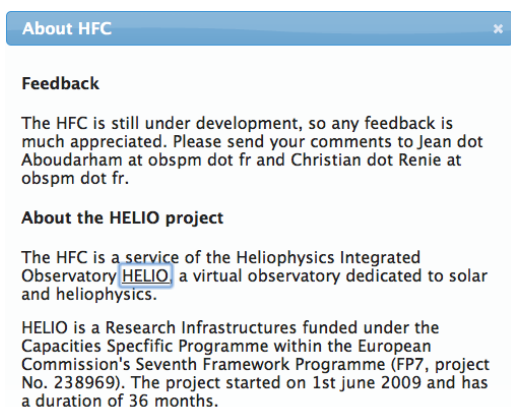 About HFC ×
Feedback
The HFC is still under development, so any feedback is
much appreciated. Please send your comments to Jean dot
Aboudarham at obspm dot fr and Christian dot Renie at
obspm dot fr.
About the HELIO project
The HFC is a service of the Heliophysics Integrated
Observatory HELIO, a virtual observatory dedicated to solar
and heliophysics.
HELIO is a Research Infrastructures funded under the
Capacities Specfific Programme within the European
Commission's Seventh Framework Programme (FP7, project
No. 238969). The project started on 1st june 2009 and has
a duration of 36 months.